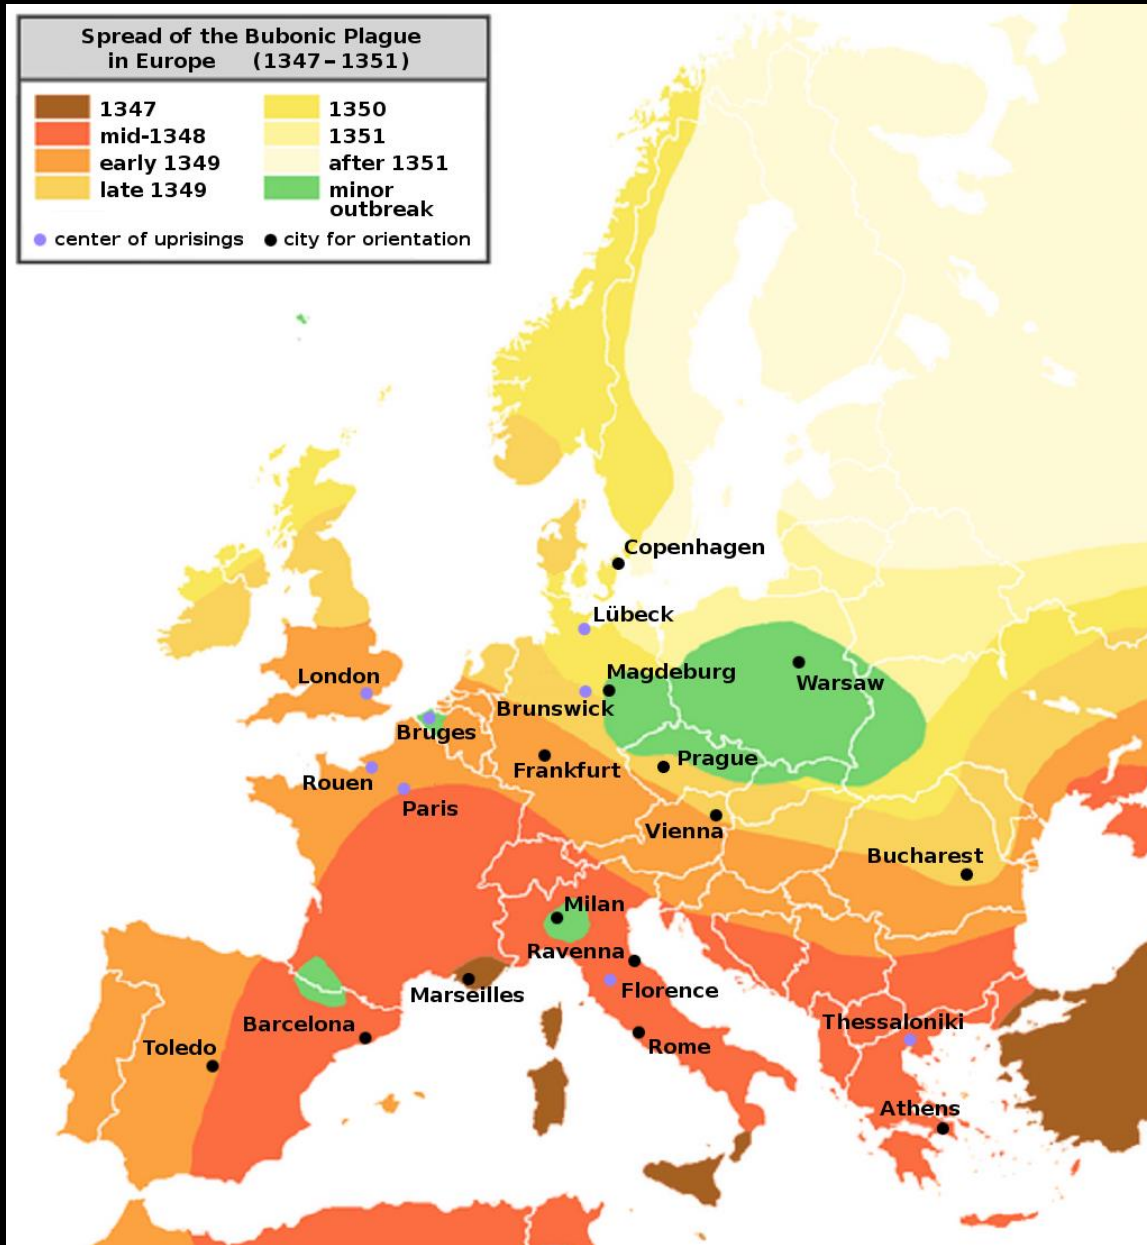 Spread of the Bubonic Plague
in Europe (1347–1351)
1347
mid-1348
early 1349
late 1349
1350
1351
after 1351
minor
outbreak
center of uprisings
city for orientation
Copenhagen
Lübeck
Magdeburg
Warsaw
London
Brunswick
Bruges
Prague
Frankfurt
Rouen
Paris
Vienna
Bucharest
Milan
Ravenna
Marseilles
Florence
Barcelona
Thessaloniki
Toledo
Rome
Athens